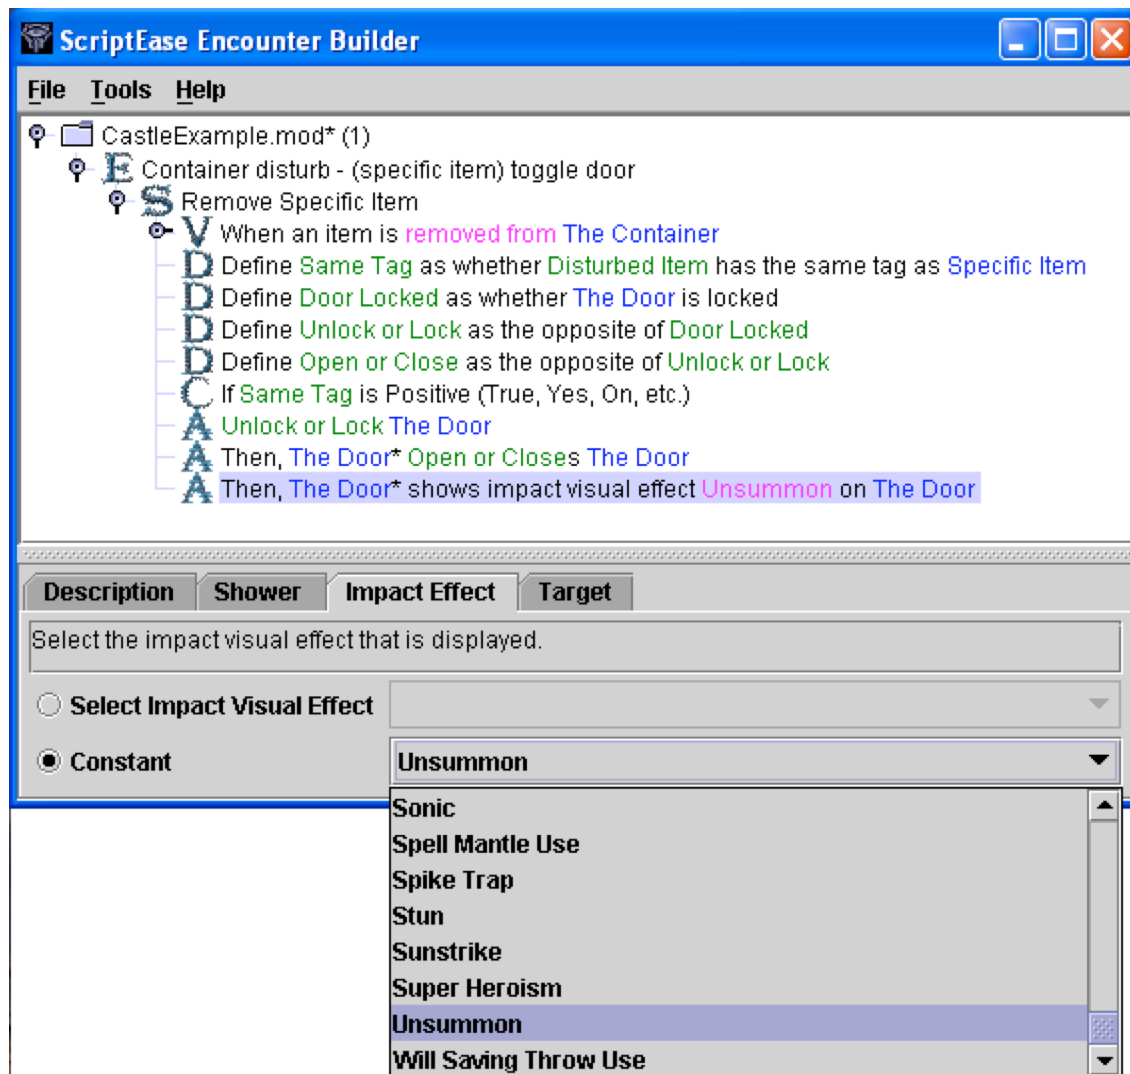 ScriptEase Encounter Builder
File Tools Help
CastleExample.mod* (1)
E Container disturb - (specific item) toggle door
S Remove Specific Item
V When an item is removed from The Container
D Define Same Tag as whether Disturbed Item has the same tag as Specific Item
D Define Door Locked as whether The Door is locked
D Define Unlock or Lock as the opposite of Door Locked
D Define Open or Close as the opposite of Unlock or Lock
C If Same Tag is Positive (True, Yes, On, etc.)
A Unlock or Lock The Door
A Then, The Door* Open or Closes The Door
A Then, The Door* shows impact visual effect Unsummon on The Door
Description Shower Impact Effect Target
Select the impact visual effect that is displayed.
Select Impact Visual Effect
Constant Unsummon
Sonic
Spell Mantle Use
Spike Trap
Stun
Sunstrike
Super Heroism
Unsummon
Will Saving Throw Use